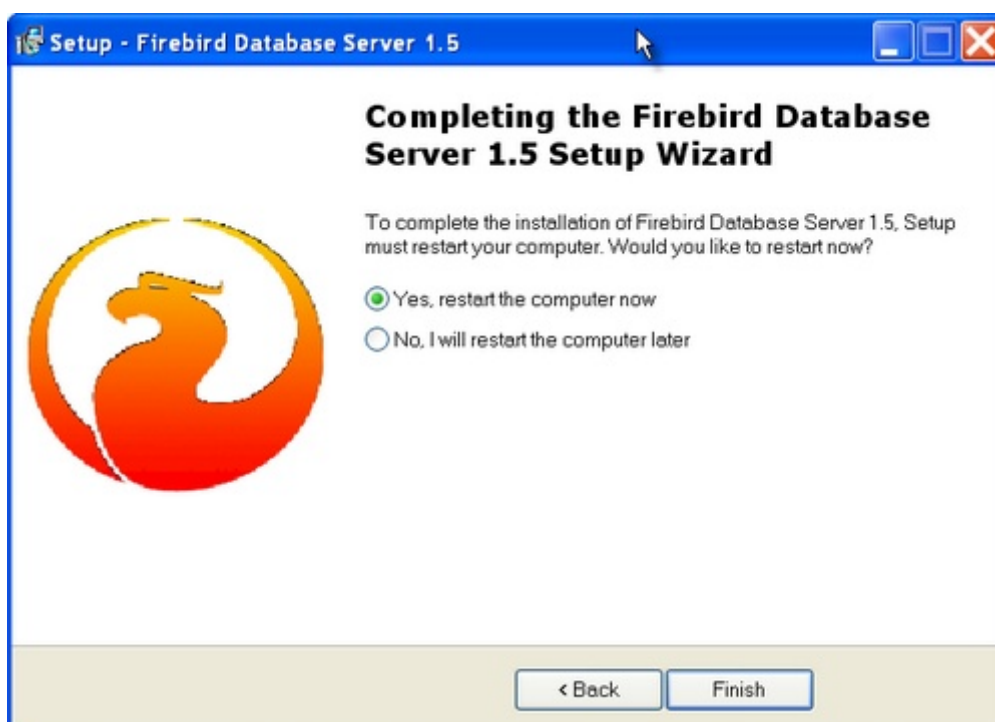 Setup - Firebird Database Server 1.5
Completing the Firebird Database
Server 1.5 Setup Wizard
To complete the installation of Firebird Database Server 1.5, Setup
must restart your computer. Would you like to restart now?
Yes, restart the computer now
No, I will restart the computer later
< Back
Finish